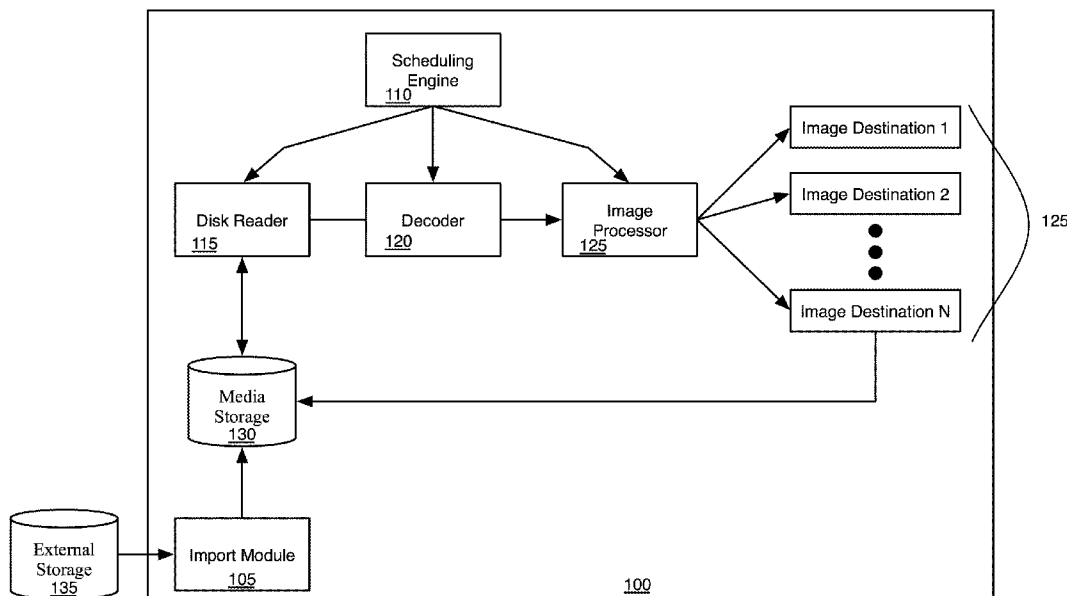 Scheduling
Engine
110
Disk Reader
115
Decoder
120
Image
Processor
125
Image Destination 1
Image Destination 2
Image Destination N
125
Media
Storage
130
External
Storage
135
Import Module
105
100